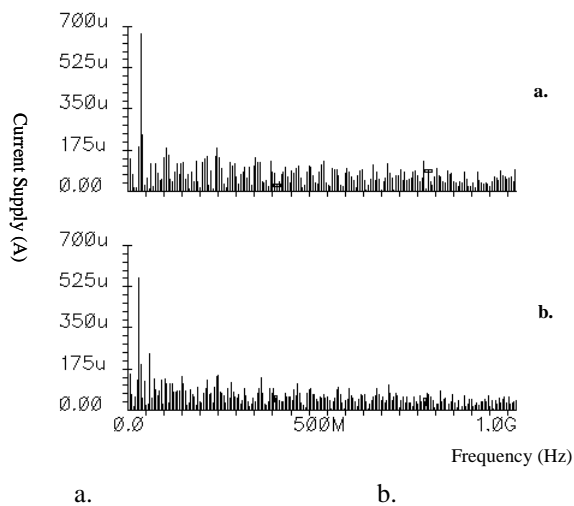 700u
525u
350u
175u
0.00
a.
Current Supply (A)
700u
525u
350u
175u
0.00
b.
0.0 500M 1.0G
Frequency (Hz)
a. b.